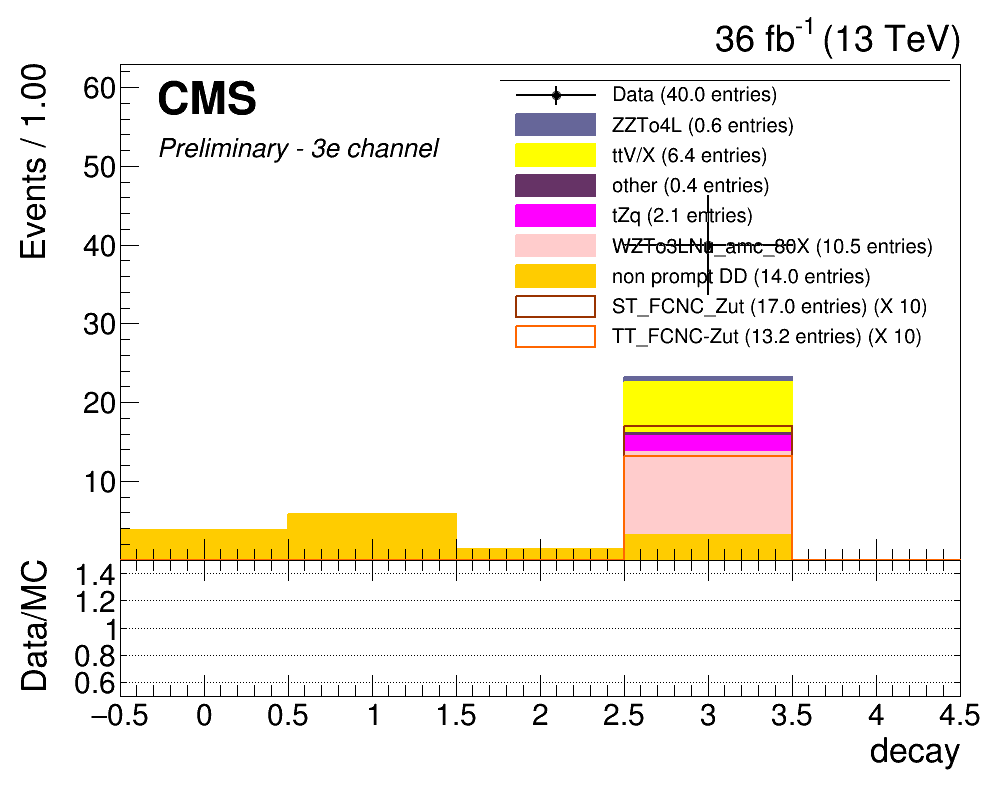 36 fb-1 (13 TeV)
CMS
Preliminary - 3e channel
Data (40.0 entries)
ZZTo4L (0.6 entries)
ttV/X (6.4 entries)
other (0.4 entries)
tZq (2.1 entries)
WZTo3LNu_amc_80X (10.5 entries)
non prompt DD (14.0 entries)
ST_FCNC_Zut (17.0 entries) (X 10)
TT_FCNC-Zut (13.2 entries) (X 10)
Events / 1.00
60
50
40
30
20
10
Data/MC
1.4
1.2
1
0.8
0.6
−0.5 0 0.5 1 1.5 2 2.5 3 3.5 4 4.5
decay